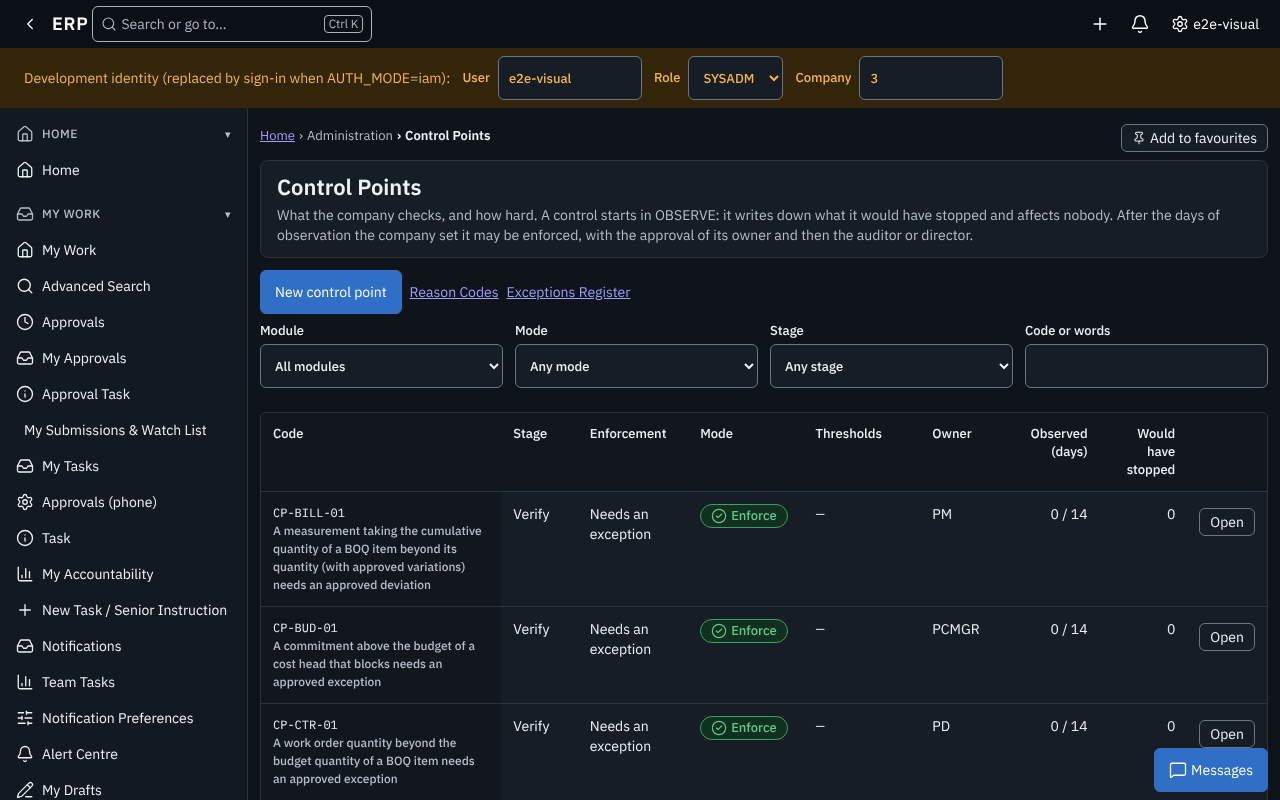 ERP
Search or go to...
Ctrl K
e2e-visual
Development identity (replaced by sign-in when AUTH_MODE=iam):
User
e2e-visual
Role
SYSADM
Company
3
HOME
Home
MY WORK
My Work
Advanced Search
Approvals
My Approvals
Approval Task
My Submissions & Watch List
My Tasks
Approvals (phone)
Task
My Accountability
New Task / Senior Instruction
Notifications
Team Tasks
Notification Preferences
Alert Centre
My Drafts
Home › Administration › Control Points
Add to favourites
Control Points
What the company checks, and how hard. A control starts in OBSERVE: it writes down what it would have stopped and affects nobody. After the days of
observation the company set it may be enforced, with the approval of its owner and then the auditor or director.
New control point
Reason Codes
Exceptions Register
Module
Mode
Stage
Code or words
All modules
Any mode
Any stage
Code
Stage
Enforcement
Mode
Thresholds
Owner
Observed
(days)
Would
have
stopped
CP-BILL-01
A measurement taking the cumulative
quantity of a BOQ item beyond its
quantity (with approved variations)
needs an approved deviation
Verify
Needs an
exception
Enforce
—
PM
0 / 14
0
Open
CP-BUD-01
A commitment above the budget of a
cost head that blocks needs an
approved exception
Verify
Needs an
exception
Enforce
—
PCMGR
0 / 14
0
Open
CP-CTR-01
A work order quantity beyond the
budget quantity of a BOQ item needs
an approved exception
Verify
Needs an
exception
Enforce
—
PD
0 / 14
0
Open
Messages